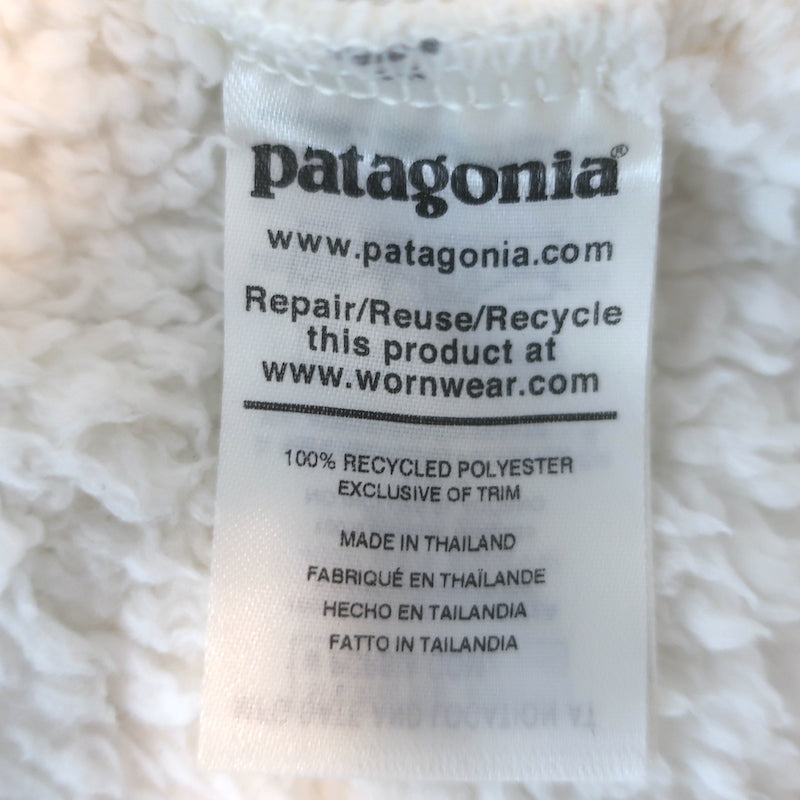 patagonia®
www.patagonia.com
Repair/Reuse/Recycle
this product at
www.wornwear.com
100% RECYCLED POLYESTER
EXCLUSIVE OF TRIM
MADE IN THAILAND
FABRIQUÉ EN THAÏLANDE
HECHO EN TAILANDIA
FATTO IN TAILANDIA